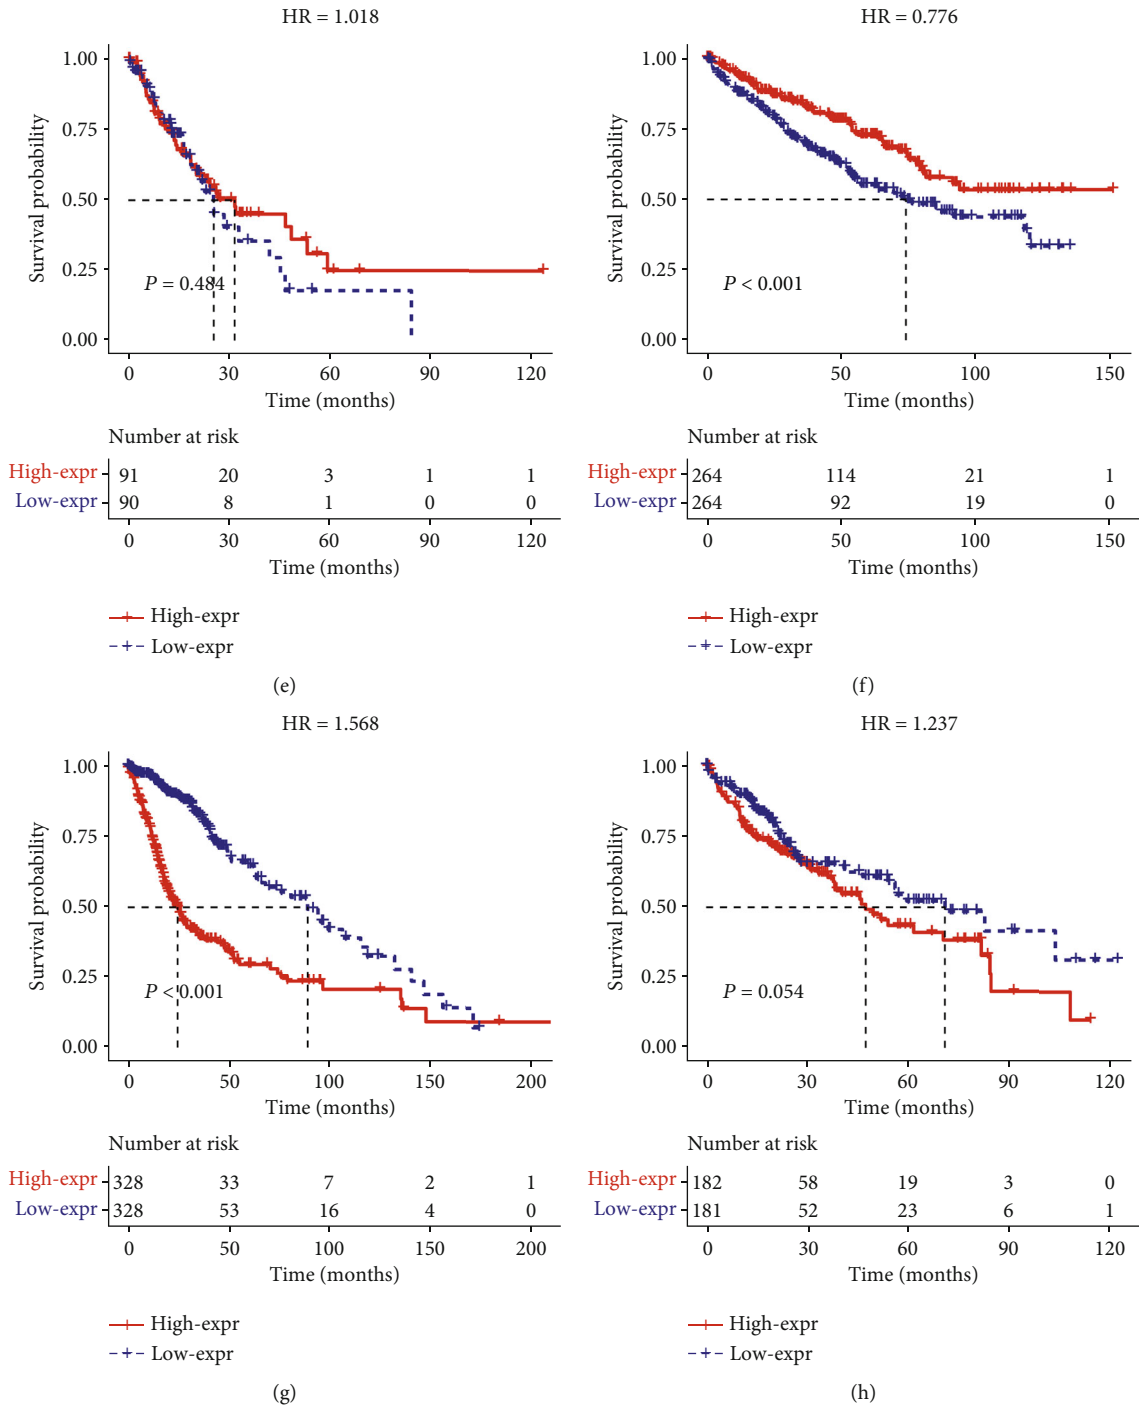 HR = 1.018
Survival probability
1.00
0.75
0.50
0.25
0.00
P = 0.484
0 30 60 90 120
Time (months)
Number at risk
High-expr 91 20 3 1 1
Low-expr 90 8 1 0 0
0 30 60 90 120
Time (months)
High-expr
Low-expr
(e)
HR = 0.776
Survival probability
1.00
0.75
0.50
0.25
0.00
P < 0.001
0 50 100 150
Time (months)
Number at risk
High-expr 264 114 21 1
Low-expr 264 92 19 0
0 50 100 150
Time (months)
High-expr
Low-expr
(f)
HR = 1.568
Survival probability
1.00
0.75
0.50
0.25
0.00
P < 0.001
0 50 100 150 200
Time (months)
Number at risk
High-expr 328 33 7 2 1
Low-expr 328 53 16 4 0
0 50 100 150 200
Time (months)
High-expr
Low-expr
(g)
HR = 1.237
Survival probability
1.00
0.75
0.50
0.25
0.00
P = 0.054
0 30 60 90 120
Time (months)
Number at risk
High-expr 182 58 19 3 0
Low-expr 181 52 23 6 1
0 30 60 90 120
Time (months)
High-expr
Low-expr
(h)